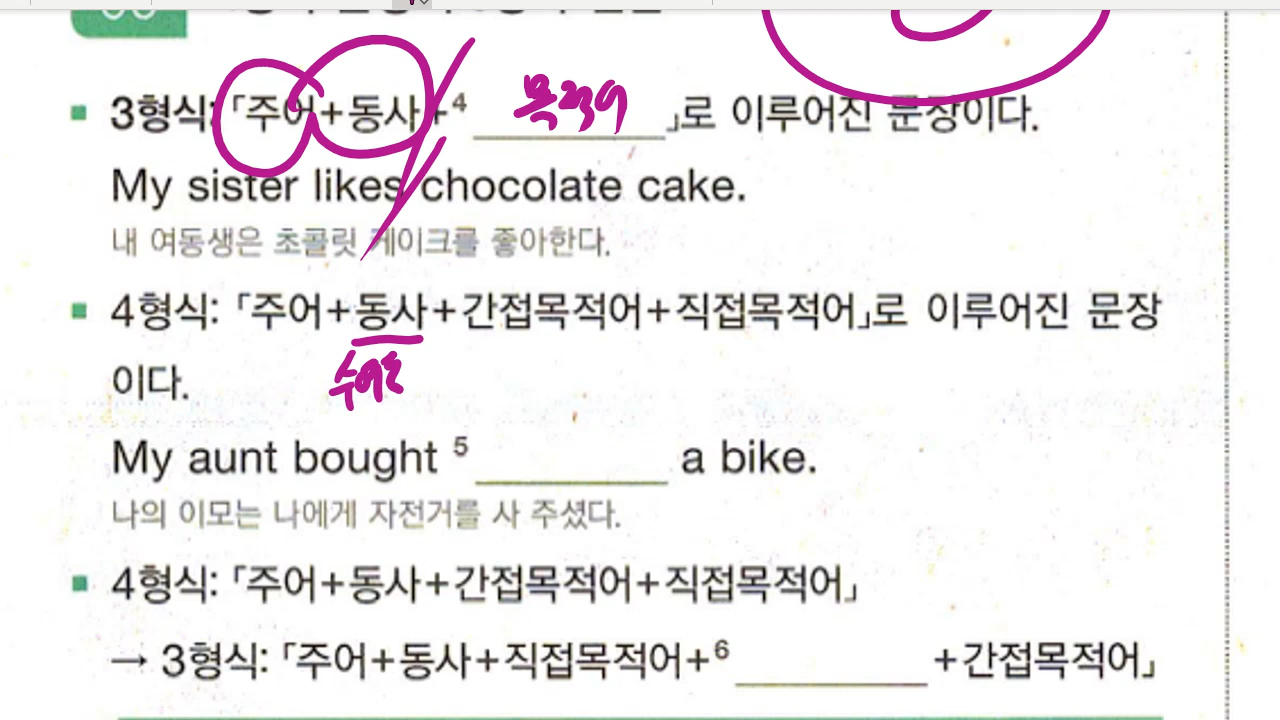 3형식: 「주어+동사+4 목적어」로 이루어진 문장이다.
My sister likes chocolate cake.
내 여동생은 초콜릿 케이크를 좋아한다.
4형식: 「주어+동사+간접목적어+직접목적어」로 이루어진 문장
수여동
이다.
My aunt bought 5 ________ a bike.
나의 이모는 나에게 자전거를 사 주셨다.
4형식: 「주어+동사+간접목적어+직접목적어」
→ 3형식: 「주어+동사+직접목적어+6 ________ +간접목적어」